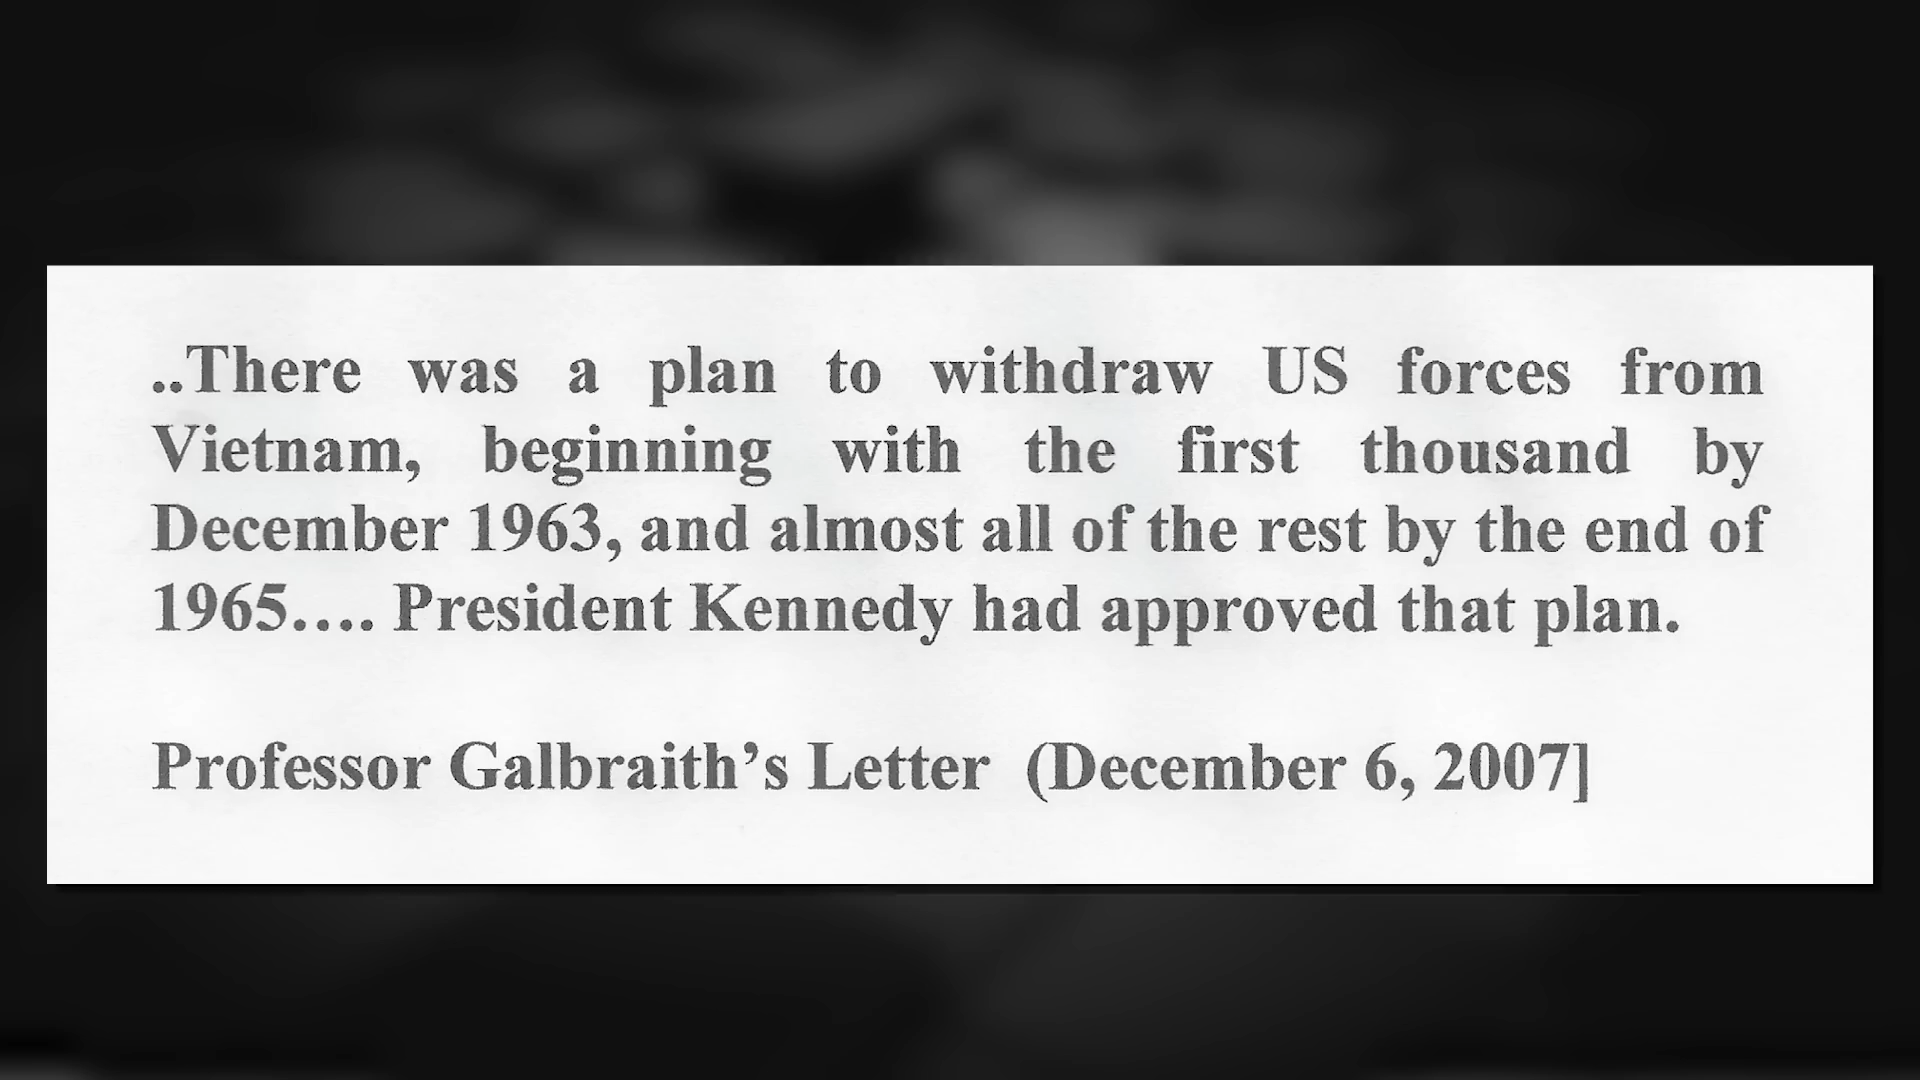 ..There was a plan to withdraw US forces from
Vietnam, beginning with the first thousand by
December 1963, and almost all of the rest by the end of
1965…. President Kennedy had approved that plan.
Professor Galbraith’s Letter (December 6, 2007]